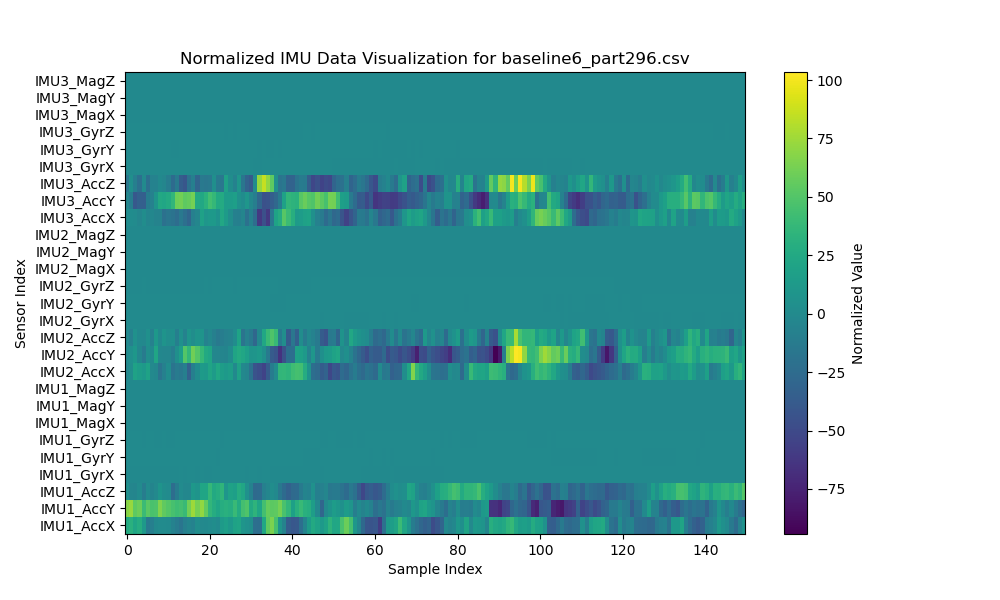 Normalized IMU Data Visualization for baseline6_part296.csv
IMU3_MagZ
IMU3_MagY
IMU3_MagX
IMU3_GyrZ
IMU3_GyrY
IMU3_GyrX
IMU3_AccZ
IMU3_AccY
IMU3_AccX
IMU2_MagZ
IMU2_MagY
IMU2_MagX
IMU2_GyrZ
IMU2_GyrY
IMU2_GyrX
IMU2_AccZ
IMU2_AccY
IMU2_AccX
IMU1_MagZ
IMU1_MagY
IMU1_MagX
IMU1_GyrZ
IMU1_GyrY
IMU1_GyrX
IMU1_AccZ
IMU1_AccY
IMU1_AccX
Sensor Index
0 20 40 60 80 100 120 140
Sample Index
100
75
50
25
0
−25
−50
−75
Normalized Value